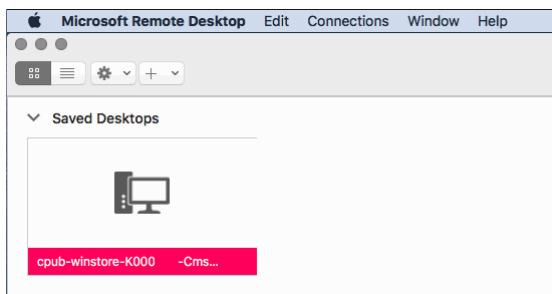 Microsoft Remote Desktop Edit Connections Window Help
Saved Desktops
cpub-winstore-K000 -Cms...